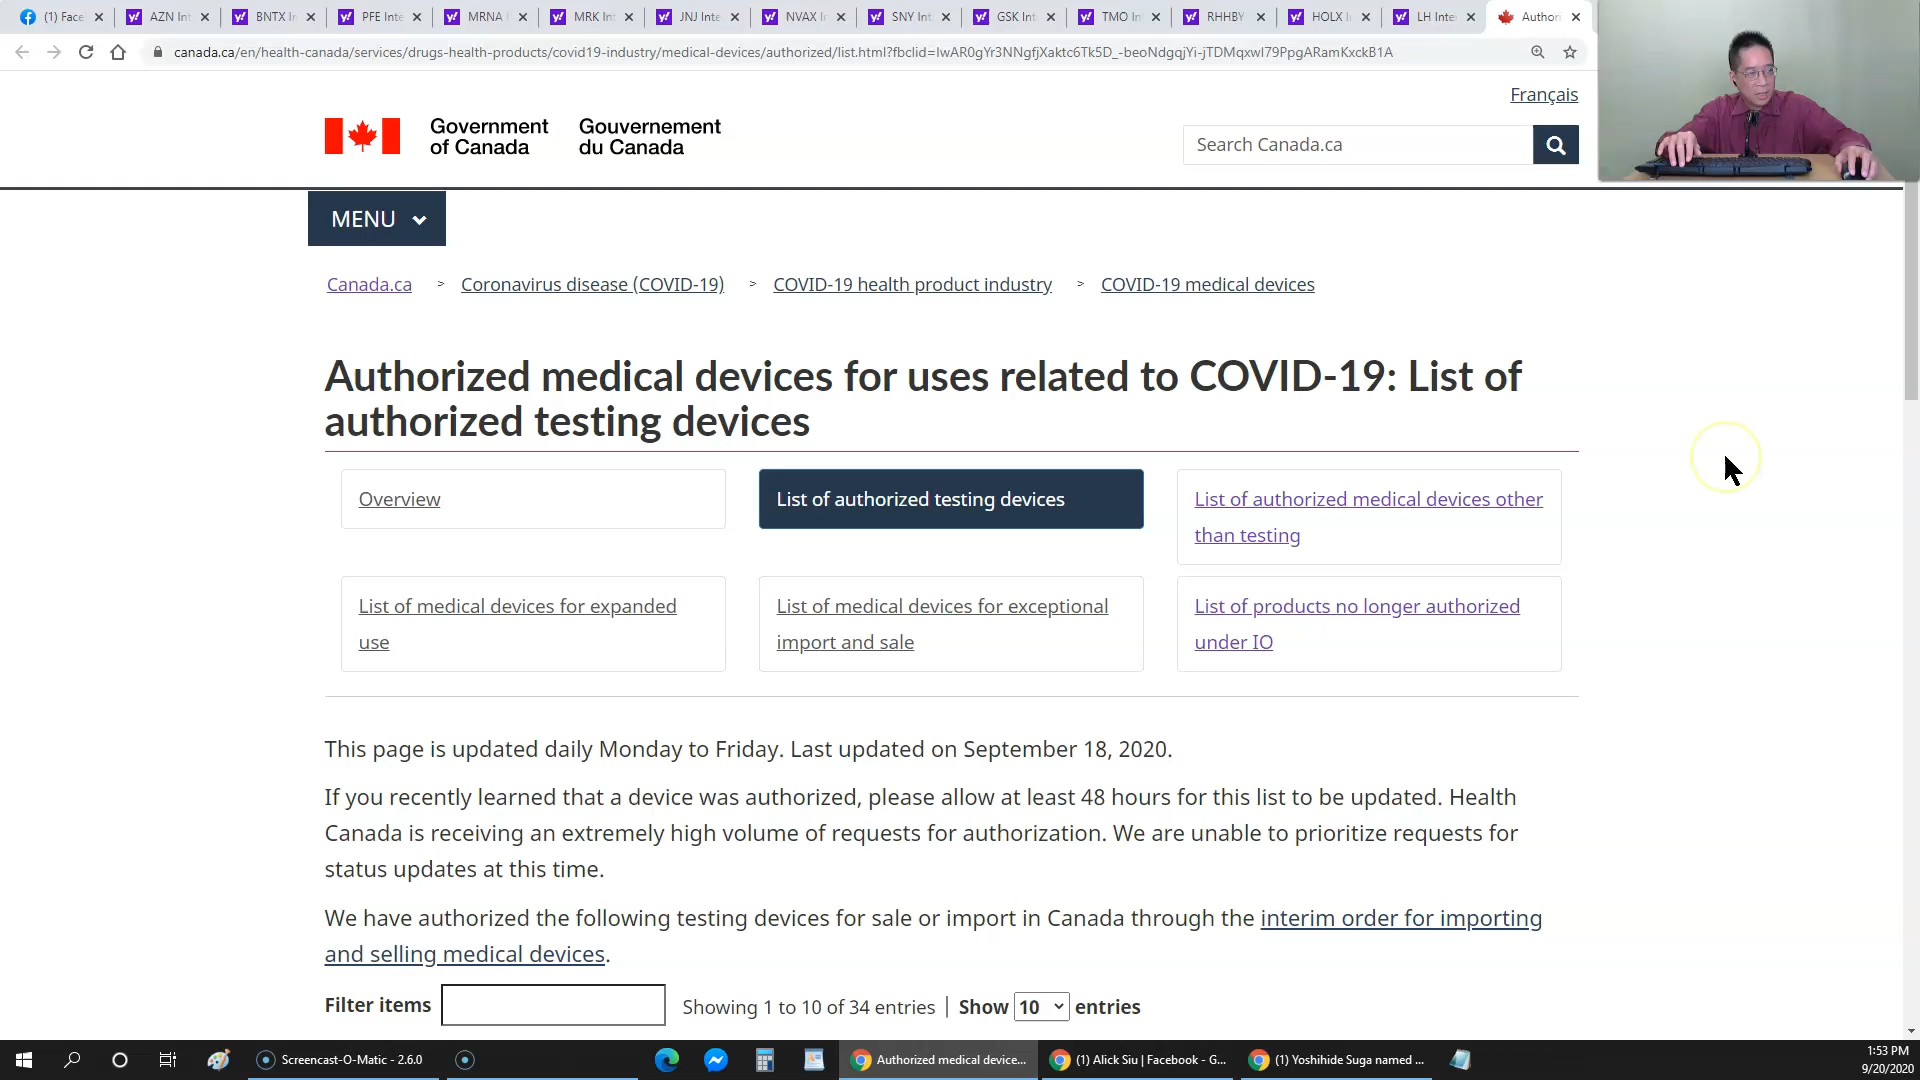 (1) Face
AZN Int
BNTX In
PFE Inte
MRNA
MRK Int
JNJ Inte
NVAX I
SNY Int
GSK Int
TMO In
RHHBY
HOLX I
LH Inter
Author
canada.ca/en/health-canada/services/drugs-health-products/covid19-industry/medical-devices/authorized/list.html?fbclid=IwAR0gYr3NNgfjXaktc6Tk5D_-beoNdgqjYi-jTDMqxwI79PpgARamKxckB1A
Français
Government of Canada
Gouvernement du Canada
Search Canada.ca
MENU
Canada.ca > Coronavirus disease (COVID-19) > COVID-19 health product industry > COVID-19 medical devices
Authorized medical devices for uses related to COVID-19: List of
authorized testing devices
Overview
List of authorized testing devices
List of authorized medical devices other
than testing
List of medical devices for expanded
use
List of medical devices for exceptional
import and sale
List of products no longer authorized
under IO
This page is updated daily Monday to Friday. Last updated on September 18, 2020.
If you recently learned that a device was authorized, please allow at least 48 hours for this list to be updated. Health
Canada is receiving an extremely high volume of requests for authorization. We are unable to prioritize requests for
status updates at this time.
We have authorized the following testing devices for sale or import in Canada through the interim order for importing
and selling medical devices.
Filter items Showing 1 to 10 of 34 entries | Show 10 entries
Screencast-O-Matic - 2.6.0
Authorized medical device...
(1) Alick Siu | Facebook - G...
(1) Yoshihide Suga named ...
1:53 PM
9/20/2020